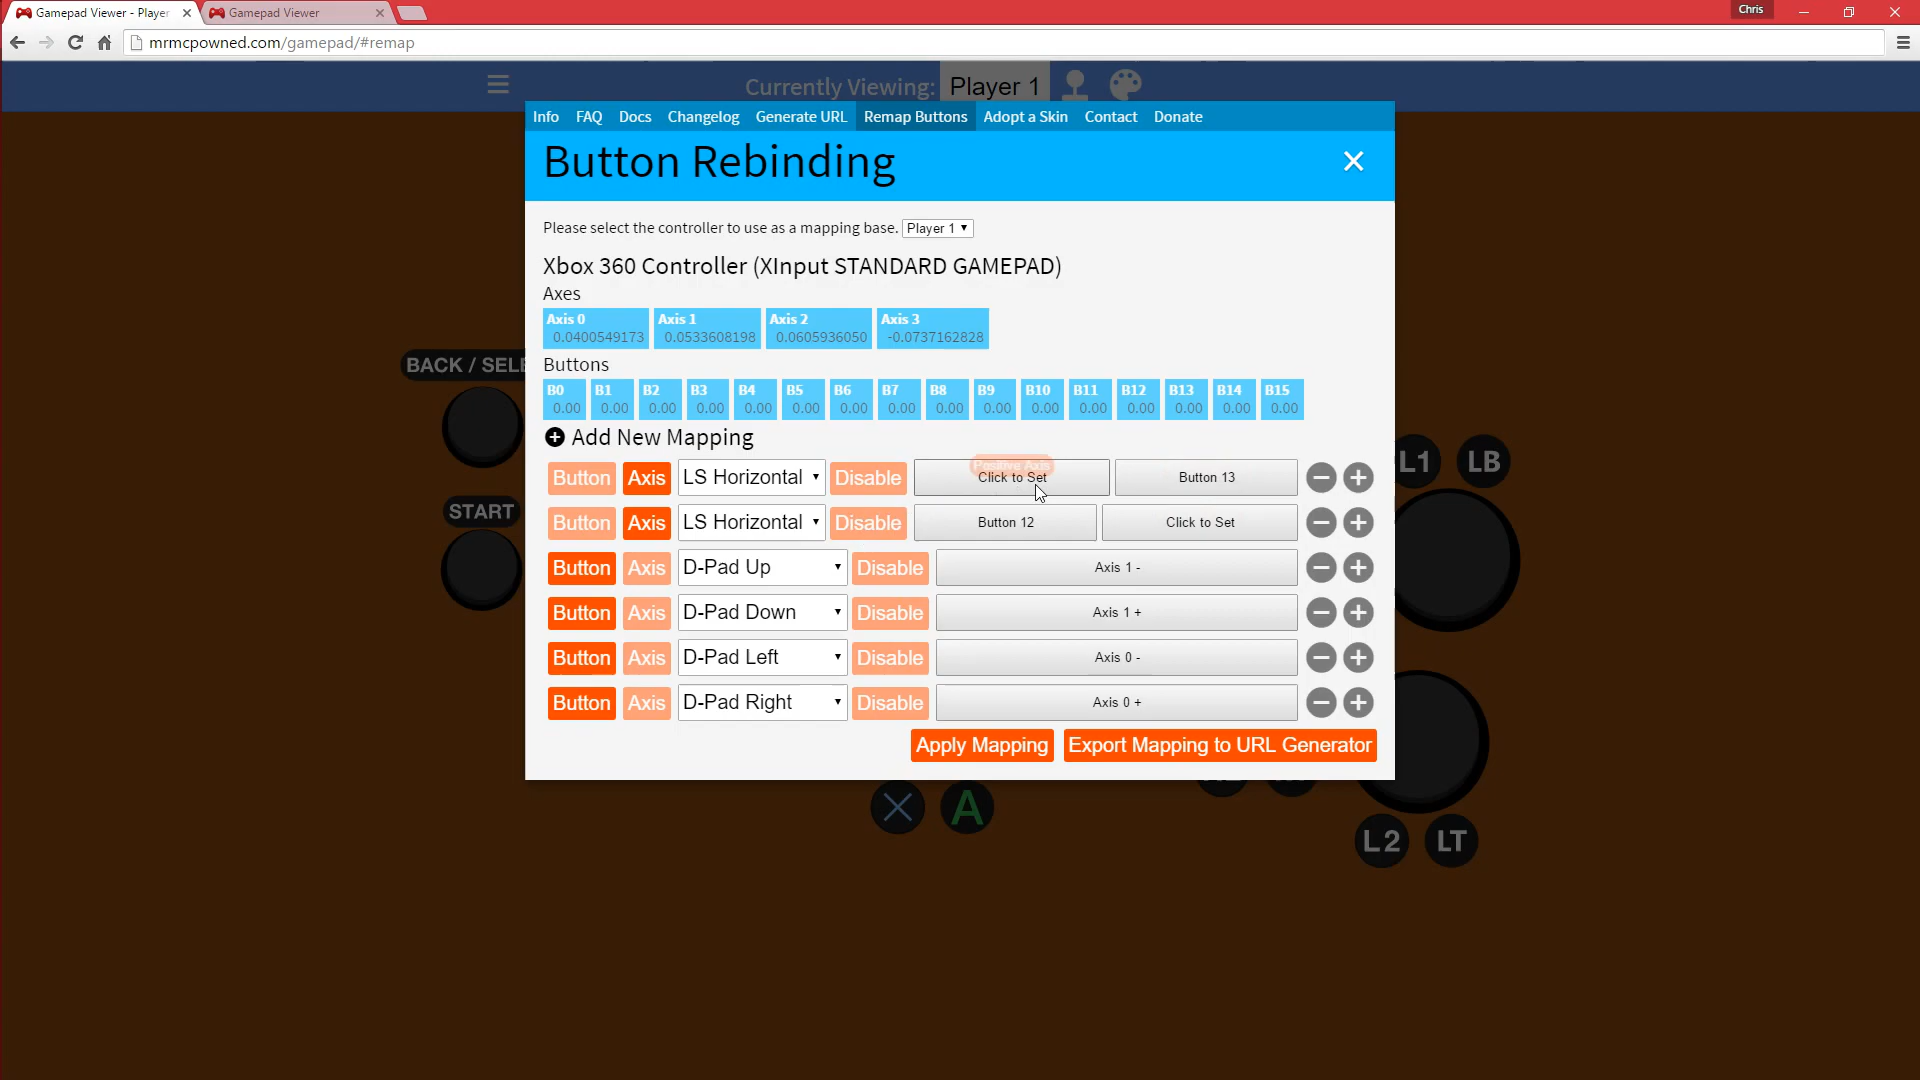 Gamepad Viewer - Player
Gamepad Viewer
Chris
mrmcpowned.com/gamepad/#remap
Currently Viewing: Player 1
Info FAQ Docs Changelog Generate URL Remap Buttons Adopt a Skin Contact Donate
Button Rebinding
Please select the controller to use as a mapping base. Player 1
Xbox 360 Controller (XInput STANDARD GAMEPAD)
Axes
Axis 0 Axis 1 Axis 2 Axis 3
0.0400549173 0.0533608198 0.0605936050 -0.0737162828
BACK / SELE
Buttons
B0 B1 B2 B3 B4 B5 B6 B7 B8 B9 B10 B11 B12 B13 B14 B15
0.00 0.00 0.00 0.00 0.00 0.00 0.00 0.00 0.00 0.00 0.00 0.00 0.00 0.00 0.00 0.00
Add New Mapping
Positive Axis
Button Axis LS Horizontal Disable Click to Set Button 13
L1 LB
START
Button Axis LS Horizontal Disable Button 12 Click to Set
Button Axis D-Pad Up Disable Axis 1 -
Button Axis D-Pad Down Disable Axis 1 +
Button Axis D-Pad Left Disable Axis 0 -
Button Axis D-Pad Right Disable Axis 0 +
Apply Mapping Export Mapping to URL Generator
X A
L2 LT